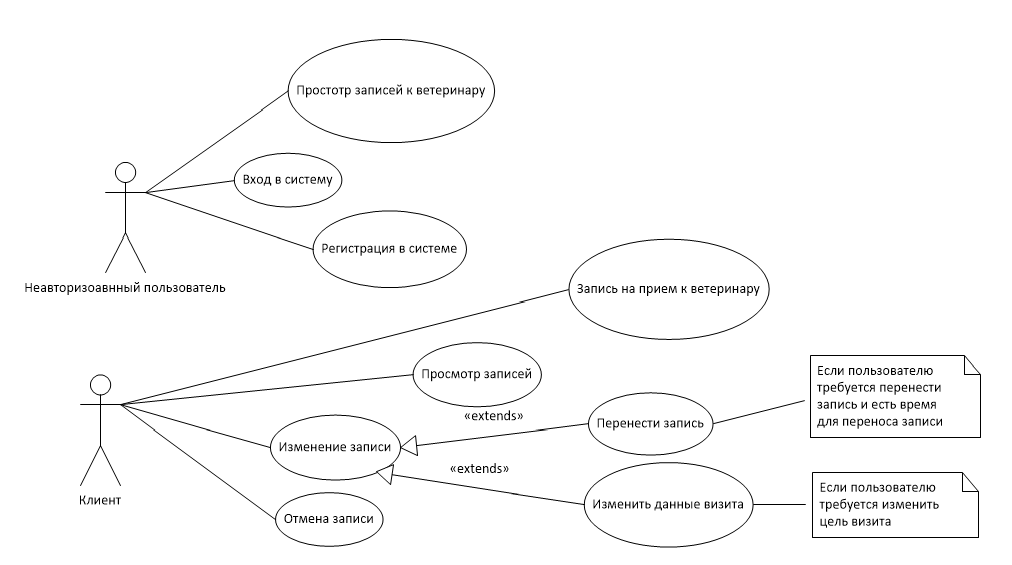 Простотр записей к ветеринару
Вход в систему
Регистрация в системе
Неавторизоавнный пользователь
Запись на прием к ветеринару
Просмотр записей
«extends»
Перенести запись
Если пользователю
требуется перенести
запись и есть время
для переноса записи
Изменение записи
«extends»
Изменить данные визита
Если пользователю
требуется изменить
цель визита
Клиент
Отмена записи